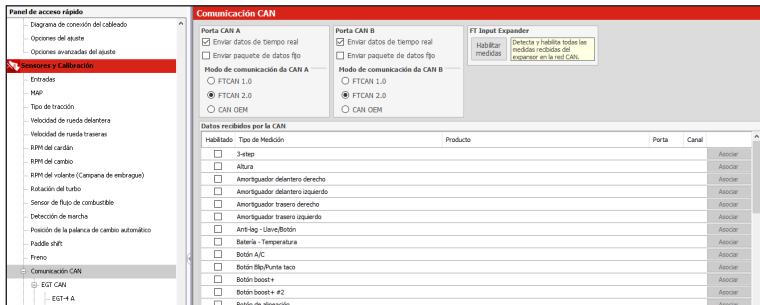 Panel de acceso rápido
Diagrama de conexión del cableado
Opciones del ajuste
Opciones avanzadas del ajuste
Sensores y Calibración
Entradas
MAP
Tipo de tracción
Velocidad de rueda delantera
Velocidad de rueda traseras
RPM del cardán
RPM del cambio
RPM del volante (Campana de embrague)
Rotación del turbo
Sensor de flujo de combustible
Detección de marcha
Posición de la palanca de cambio automático
Paddle shift
Freno
Comunicación CAN
EGT CAN
EGT-4 A
Comunicación CAN
Porta CAN A
Enviar datos de tiempo real
Enviar paquete de datos fijo
Modo de comunicación da CAN A
FTCAN 1.0
FTCAN 2.0
CAN OEM
Porta CAN B
Enviar datos de tiempo real
Enviar paquete de datos fijo
Modo de comunicación da CAN B
FTCAN 1.0
FTCAN 2.0
CAN OEM
FT Input Expander
Habilitar medidas
Detecta y habilita todas las
medidas recibidas del
expansor en la red CAN.
Datos recibidos por la CAN
Habilitado Tipo de Medición Producto Porta Canal
3-step Asociar
Altura Asociar
Amortiguador delantero derecho Asociar
Amortiguador delantero izquierdo Asociar
Amortiguador trasero derecho Asociar
Amortiguador trasero izquierdo Asociar
Anti-lag - Llave/Botón Asociar
Batería - Temperatura Asociar
Botón A/C Asociar
Botón Blip/Punta taco Asociar
Botón boost+ Asociar
Botón boost+ #2 Asociar
Botón de alineación Asociar